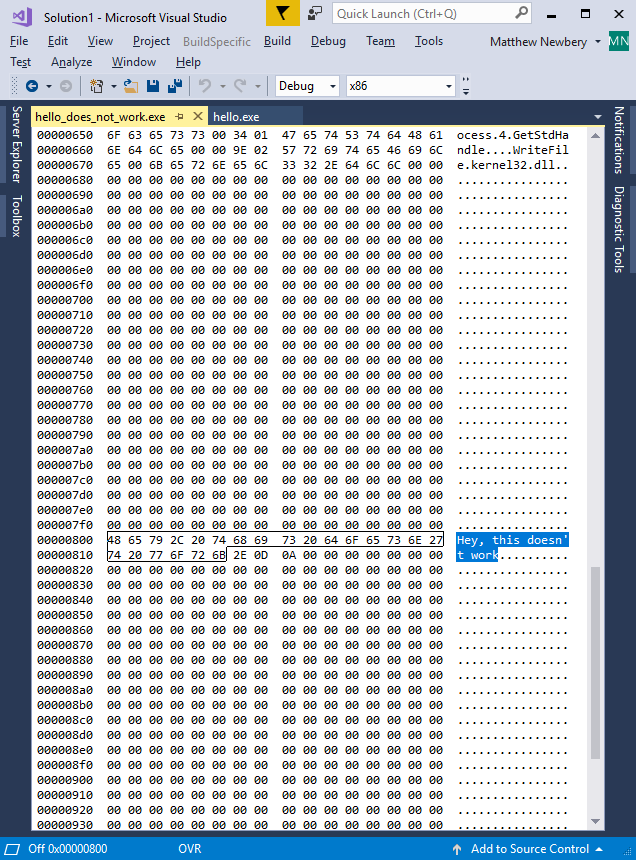 Solution1 - Microsoft Visual Studio
Quick Launch (Ctrl+Q)
File Edit View Project BuildSpecific Build Debug Team Tools Matthew Newbery MN
Test Analyze Window Help
Debug x86
hello_does_not_work.exe hello.exe
Server Explorer
Toolbox
Notifications
Diagnostic Tools
00000650 6F 63 65 73 73 00 34 01 47 65 74 53 74 64 48 61 ocess.4.GetStdHa
00000660 6E 64 6C 65 00 00 9E 02 57 72 69 74 65 46 69 6C ndle....WriteFil
00000670 65 00 6B 65 72 6E 65 6C 33 32 2E 64 6C 6C 00 00 e.kernel32.dll..
00000680 00 00 00 00 00 00 00 00 00 00 00 00 00 00 00 00 ................
00000690 00 00 00 00 00 00 00 00 00 00 00 00 00 00 00 00 ................
000006a0 00 00 00 00 00 00 00 00 00 00 00 00 00 00 00 00 ................
000006b0 00 00 00 00 00 00 00 00 00 00 00 00 00 00 00 00 ................
000006c0 00 00 00 00 00 00 00 00 00 00 00 00 00 00 00 00 ................
000006d0 00 00 00 00 00 00 00 00 00 00 00 00 00 00 00 00 ................
000006e0 00 00 00 00 00 00 00 00 00 00 00 00 00 00 00 00 ................
000006f0 00 00 00 00 00 00 00 00 00 00 00 00 00 00 00 00 ................
00000700 00 00 00 00 00 00 00 00 00 00 00 00 00 00 00 00 ................
00000710 00 00 00 00 00 00 00 00 00 00 00 00 00 00 00 00 ................
00000720 00 00 00 00 00 00 00 00 00 00 00 00 00 00 00 00 ................
00000730 00 00 00 00 00 00 00 00 00 00 00 00 00 00 00 00 ................
00000740 00 00 00 00 00 00 00 00 00 00 00 00 00 00 00 00 ................
00000750 00 00 00 00 00 00 00 00 00 00 00 00 00 00 00 00 ................
00000760 00 00 00 00 00 00 00 00 00 00 00 00 00 00 00 00 ................
00000770 00 00 00 00 00 00 00 00 00 00 00 00 00 00 00 00 ................
00000780 00 00 00 00 00 00 00 00 00 00 00 00 00 00 00 00 ................
00000790 00 00 00 00 00 00 00 00 00 00 00 00 00 00 00 00 ................
000007a0 00 00 00 00 00 00 00 00 00 00 00 00 00 00 00 00 ................
000007b0 00 00 00 00 00 00 00 00 00 00 00 00 00 00 00 00 ................
000007c0 00 00 00 00 00 00 00 00 00 00 00 00 00 00 00 00 ................
000007d0 00 00 00 00 00 00 00 00 00 00 00 00 00 00 00 00 ................
000007e0 00 00 00 00 00 00 00 00 00 00 00 00 00 00 00 00 ................
000007f0 00 00 00 00 00 00 00 00 00 00 00 00 00 00 00 00 ................
00000800 48 65 79 2C 20 74 68 69 73 20 64 6F 65 73 6E 27 Hey, this doesn'
00000810 74 20 77 6F 72 6B 2E 0D 0A 00 00 00 00 00 00 00 t work..........
00000820 00 00 00 00 00 00 00 00 00 00 00 00 00 00 00 00 ................
00000830 00 00 00 00 00 00 00 00 00 00 00 00 00 00 00 00 ................
00000840 00 00 00 00 00 00 00 00 00 00 00 00 00 00 00 00 ................
00000850 00 00 00 00 00 00 00 00 00 00 00 00 00 00 00 00 ................
00000860 00 00 00 00 00 00 00 00 00 00 00 00 00 00 00 00 ................
00000870 00 00 00 00 00 00 00 00 00 00 00 00 00 00 00 00 ................
00000880 00 00 00 00 00 00 00 00 00 00 00 00 00 00 00 00 ................
00000890 00 00 00 00 00 00 00 00 00 00 00 00 00 00 00 00 ................
000008a0 00 00 00 00 00 00 00 00 00 00 00 00 00 00 00 00 ................
000008b0 00 00 00 00 00 00 00 00 00 00 00 00 00 00 00 00 ................
000008c0 00 00 00 00 00 00 00 00 00 00 00 00 00 00 00 00 ................
000008d0 00 00 00 00 00 00 00 00 00 00 00 00 00 00 00 00 ................
000008e0 00 00 00 00 00 00 00 00 00 00 00 00 00 00 00 00 ................
000008f0 00 00 00 00 00 00 00 00 00 00 00 00 00 00 00 00 ................
00000900 00 00 00 00 00 00 00 00 00 00 00 00 00 00 00 00 ................
00000910 00 00 00 00 00 00 00 00 00 00 00 00 00 00 00 00 ................
00000920 00 00 00 00 00 00 00 00 00 00 00 00 00 00 00 00 ................
00000930 00 00 00 00 00 00 00 00 00 00 00 00 00 00 00 00 ................
Off 0x00000800 OVR Add to Source Control